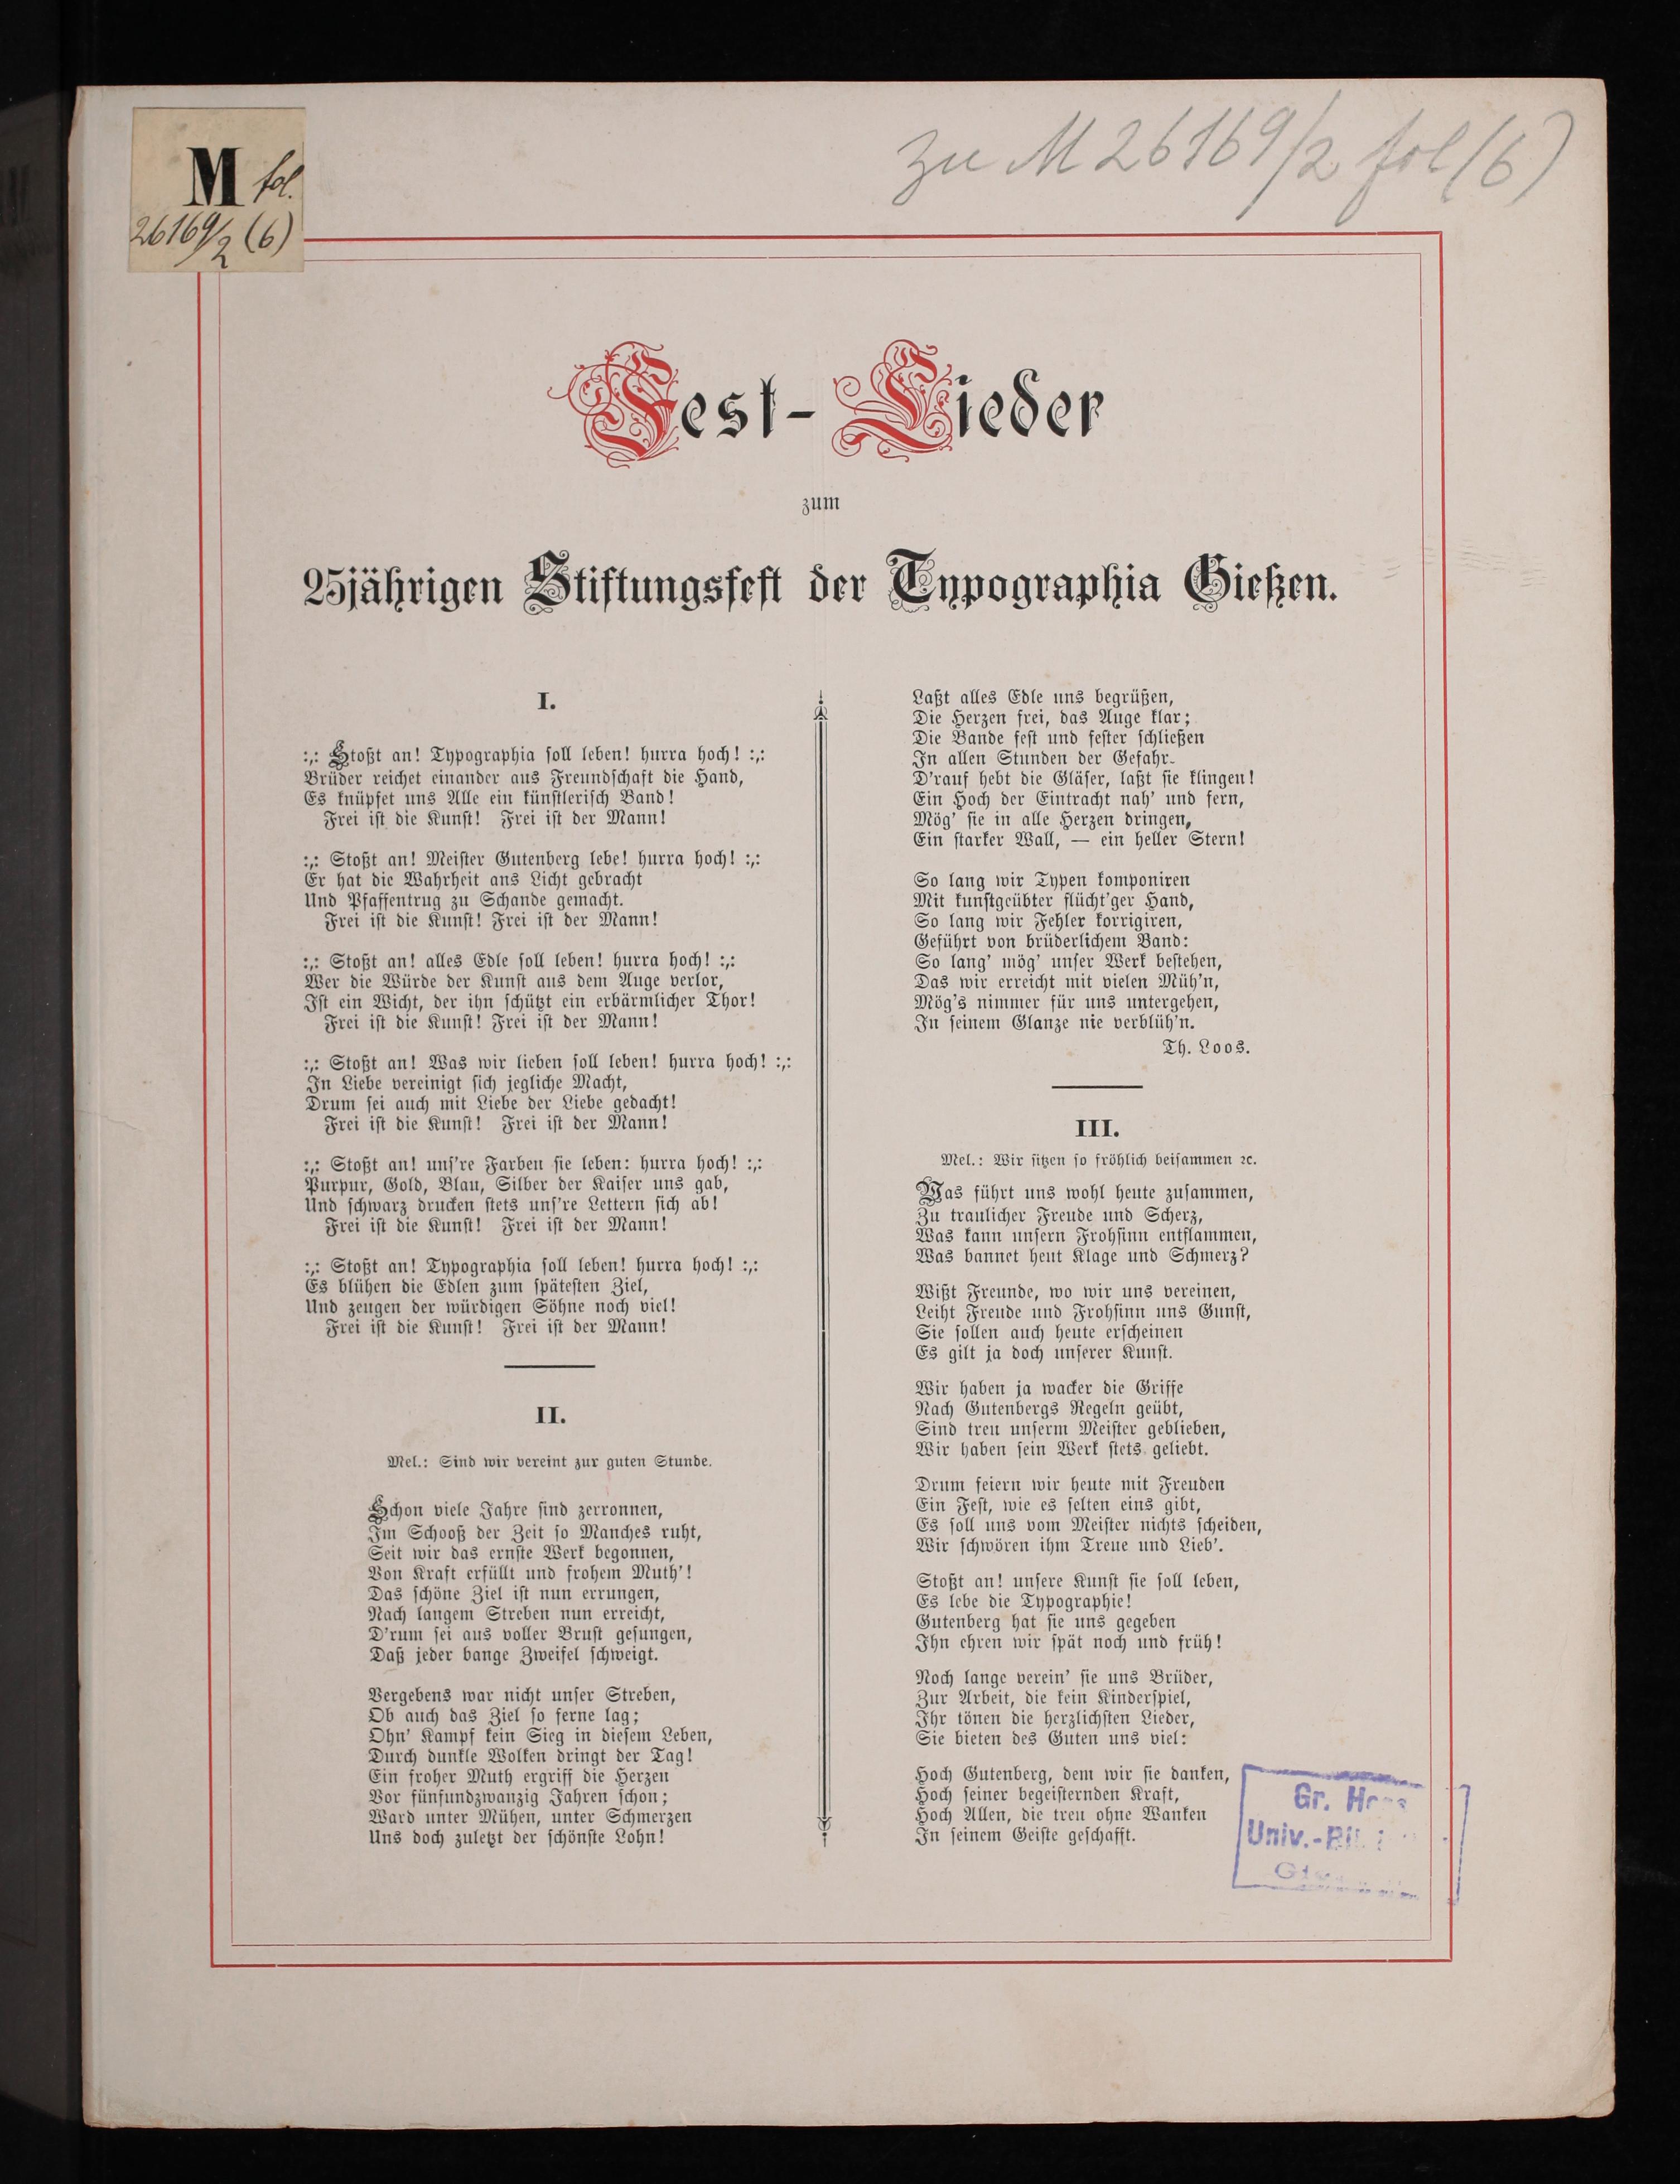 M fol.
26169/2 (6)
zu M 26169/2 fol (6)
Fest-Lieder
zum
25jährigen Stiftungsfest der Typographia Gießen.
I.
:,: Stoßt an! Typographia soll leben! hurra hoch! :,:
Brüder reichet einander aus Freundschaft die Hand,
Es knüpfet uns Alle ein künstlerisch Band!
Frei ist die Kunst! Frei ist der Mann!
:,: Stoßt an! Meister Gutenberg lebe! hurra hoch! :,:
Er hat die Wahrheit ans Licht gebracht
Und Pfaffentrug zu Schande gemacht.
Frei ist die Kunst! Frei ist der Mann!
:,: Stoßt an! alles Edle soll leben! hurra hoch! :,:
Wer die Würde der Kunst aus dem Auge verlor,
Ist ein Wicht, der ihn schützt ein erbärmlicher Thor!
Frei ist die Kunst! Frei ist der Mann!
:,: Stoßt an! Was wir lieben soll leben! hurra hoch! :,:
In Liebe vereinigt sich jegliche Macht,
Drum sei auch mit Liebe der Liebe gedacht!
Frei ist die Kunst! Frei ist der Mann!
:,: Stoßt an! uns're Farben sie leben: hurra hoch! :,:
Purpur, Gold, Blau, Silber der Kaiser uns gab,
Und schwarz drucken stets uns're Lettern sich ab!
Frei ist die Kunst! Frei ist der Mann!
:,: Stoßt an! Typographia soll leben! hurra hoch! :,:
Es blühen die Edlen zum spätesten Ziel,
Und zeugen der würdigen Söhne noch viel!
Frei ist die Kunst! Frei ist der Mann!
II.
Mel.: Sind wir vereint zur guten Stunde.
Schon viele Jahre sind zerronnen,
Im Schooß der Zeit so Manches ruht,
Seit wir das ernste Werk begonnen,
Von Kraft erfüllt und frohem Muth'!
Das schöne Ziel ist nun errungen,
Nach langem Streben nun erreicht,
D'rum sei aus voller Brust gesungen,
Daß jeder bange Zweifel schweigt.
Vergebens war nicht unser Streben,
Ob auch das Ziel so ferne lag;
Ohn' Kampf kein Sieg in diesem Leben,
Durch dunkle Wolken dringt der Tag!
Ein froher Muth ergriff die Herzen
Vor fünfundzwanzig Jahren schon;
Ward unter Mühen, unter Schmerzen
Uns doch zuletzt der schönste Lohn!
Laßt alles Edle uns begrüßen,
Die Herzen frei, das Auge klar;
Die Bande fest und fester schließen
In allen Stunden der Gefahr.
D'rauf hebt die Gläser, laßt sie klingen!
Ein Hoch der Eintracht nah' und fern,
Mög' sie in alle Herzen dringen,
Ein starker Wall, — ein heller Stern!
So lang wir Typen komponiren
Mit kunstgeübter flücht'ger Hand,
So lang wir Fehler korrigiren,
Geführt von brüderlichem Band:
So lang' mög' unser Werk bestehen,
Das wir erreicht mit vielen Müh'n,
Mög's nimmer für uns untergehen,
In seinem Glanze nie verblüh'n.
Th. Loos.
III.
Mel.: Wir sitzen so fröhlich beisammen ꝛc.
Was führt uns wohl heute zusammen,
Zu traulicher Freude und Scherz,
Was kann unsern Frohsinn entflammen,
Was bannet heut Klage und Schmerz?
Wißt Freunde, wo wir uns vereinen,
Leiht Freude und Frohsinn uns Gunst,
Sie sollen auch heute erscheinen
Es gilt ja doch unserer Kunst.
Wir haben ja wacker die Griffe
Nach Gutenbergs Regeln geübt,
Sind treu unserm Meister geblieben,
Wir haben sein Werk stets geliebt.
Drum feiern wir heute mit Freuden
Ein Fest, wie es selten eins gibt,
Es soll uns vom Meister nichts scheiden,
Wir schwören ihm Treue und Lieb'.
Stoßt an! unsere Kunst sie soll leben,
Es lebe die Typographie!
Gutenberg hat sie uns gegeben
Ihn ehren wir spät noch und früh!
Noch lange verein' sie uns Brüder,
Zur Arbeit, die kein Kinderspiel,
Ihr tönen die herzlichsten Lieder,
Sie bieten des Guten uns viel:
Hoch Gutenberg, dem wir sie danken,
Hoch seiner begeisternden Kraft,
Hoch Allen, die treu ohne Wanken
In seinem Geiste geschafft.
Gr.
Univ.-